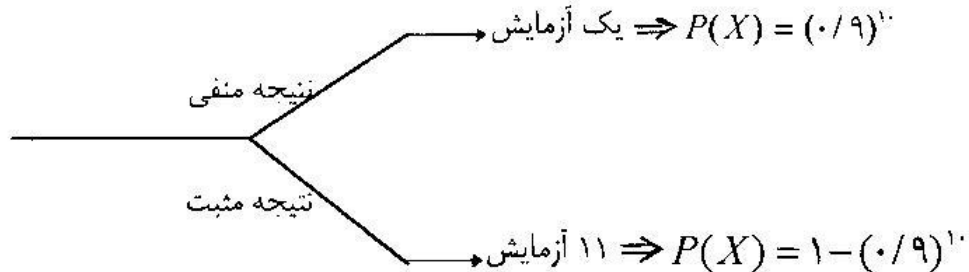 یک آزمایش ⇒ P(X) = (۰/۹)^۱۰
نتیجه منفی
نتیجه مثبت
۱۱ آزمایش ⇒ P(X) = ۱−(۰/۹)^۱۰